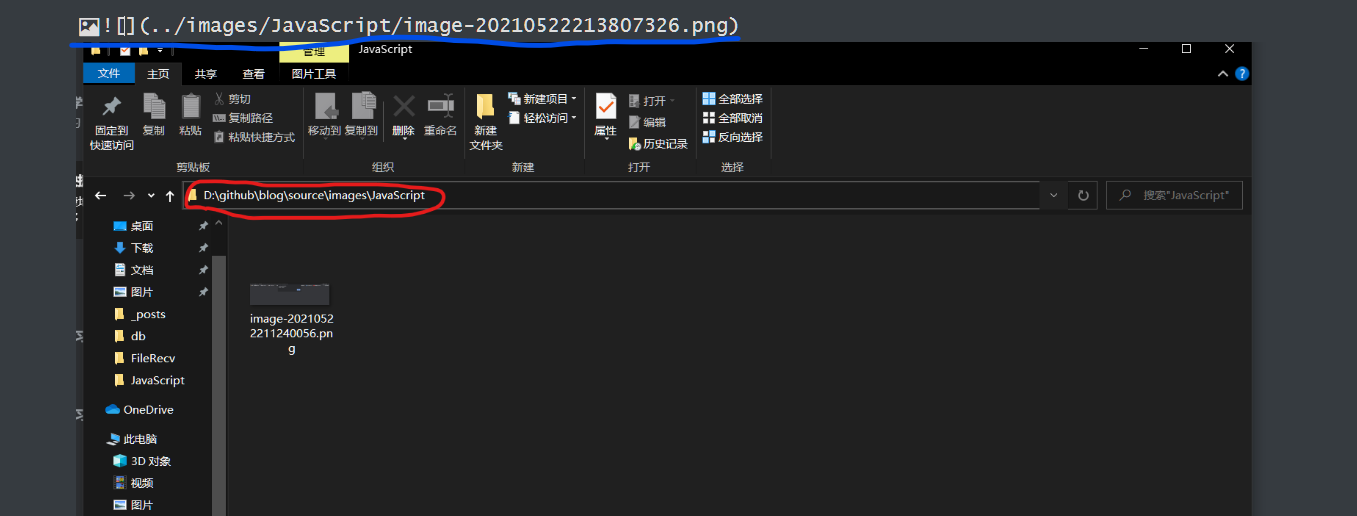 ![](../images/JavaScript/image-20210522213807326.png)
管理
JavaScript
文件
主页
共享
查看
图片工具
固定到
快速访问
复制
粘贴
剪切
复制路径
粘贴快捷方式
剪贴板
移动到
复制到
删除
重命名
组织
新建项目
轻松访问
新建
文件夹
新建
属性
打开
编辑
历史记录
打开
全部选择
全部取消
反向选择
选择
D:\github\blog\source\images\JavaScript
搜索"JavaScript"
桌面
下载
文档
图片
_posts
db
FileRecv
JavaScript
OneDrive
此电脑
3D 对象
视频
图片
image-2021052
2211240056.pn
g